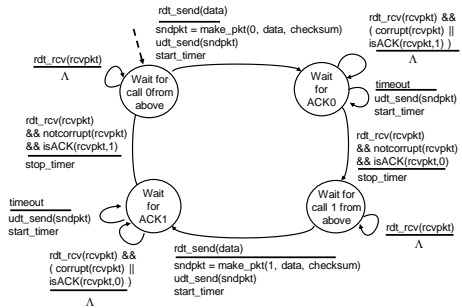 rdt_send(data)
sndpkt = make_pkt(0, data, checksum)
udt_send(sndpkt)
start_timer
rdt_rcv(rcvpkt) &&
( corrupt(rcvpkt) ||
isACK(rcvpkt,1) )
Λ
rdt_rcv(rcvpkt)
Λ
Wait for
call 0from
above
Wait
for
ACK0
timeout
udt_send(sndpkt)
start_timer
rdt_rcv(rcvpkt)
&& notcorrupt(rcvpkt)
&& isACK(rcvpkt,1)
stop_timer
rdt_rcv(rcvpkt)
&& notcorrupt(rcvpkt)
&& isACK(rcvpkt,0)
stop_timer
timeout
udt_send(sndpkt)
start_timer
Wait
for
ACK1
Wait for
call 1 from
above
rdt_rcv(rcvpkt)
Λ
rdt_rcv(rcvpkt) &&
( corrupt(rcvpkt) ||
isACK(rcvpkt,0) )
Λ
rdt_send(data)
sndpkt = make_pkt(1, data, checksum)
udt_send(sndpkt)
start_timer